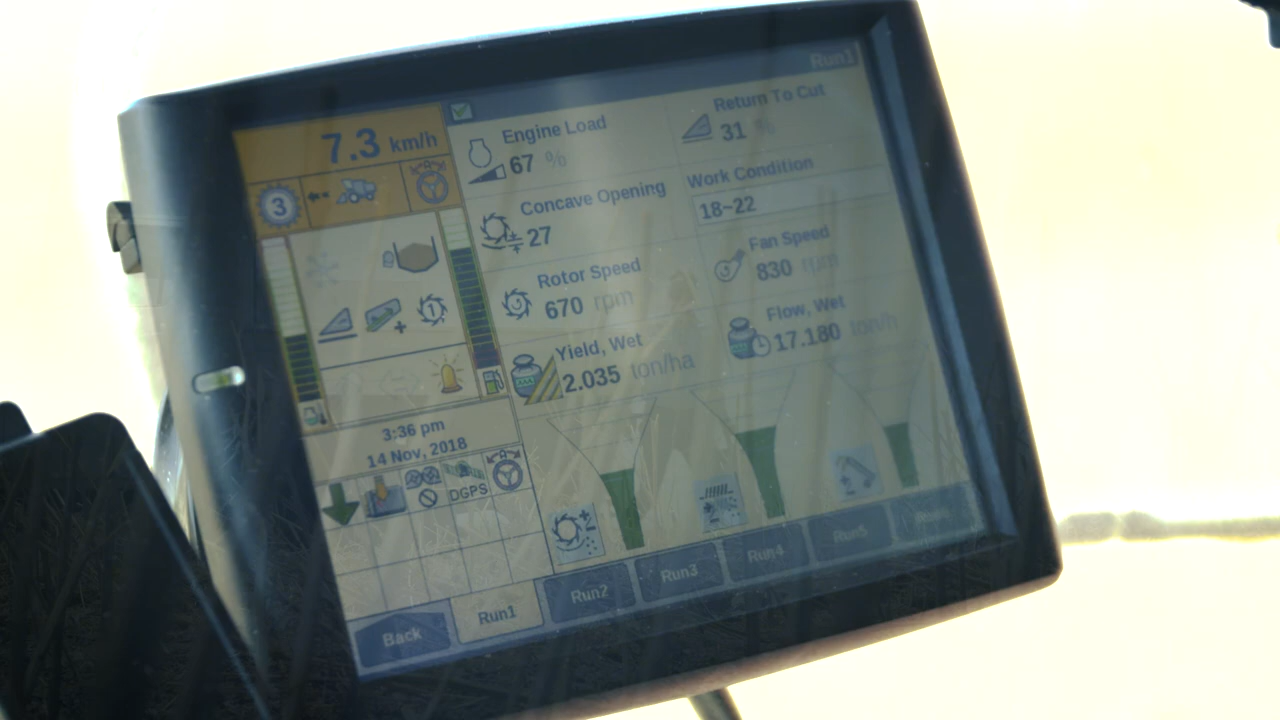 Run1
7.3 km/h
3
Engine Load
67 %
Return To Cut
31 %
Concave Opening
27
Work Condition
18~22
Rotor Speed
670 rpm
Fan Speed
830 rpm
1
Yield, Wet
2.035 ton/ha
Flow, Wet
17.180 ton/h
3:36 pm
14 Nov, 2018
DGPS
Back
Run1
Run2
Run3
Run4
Run5